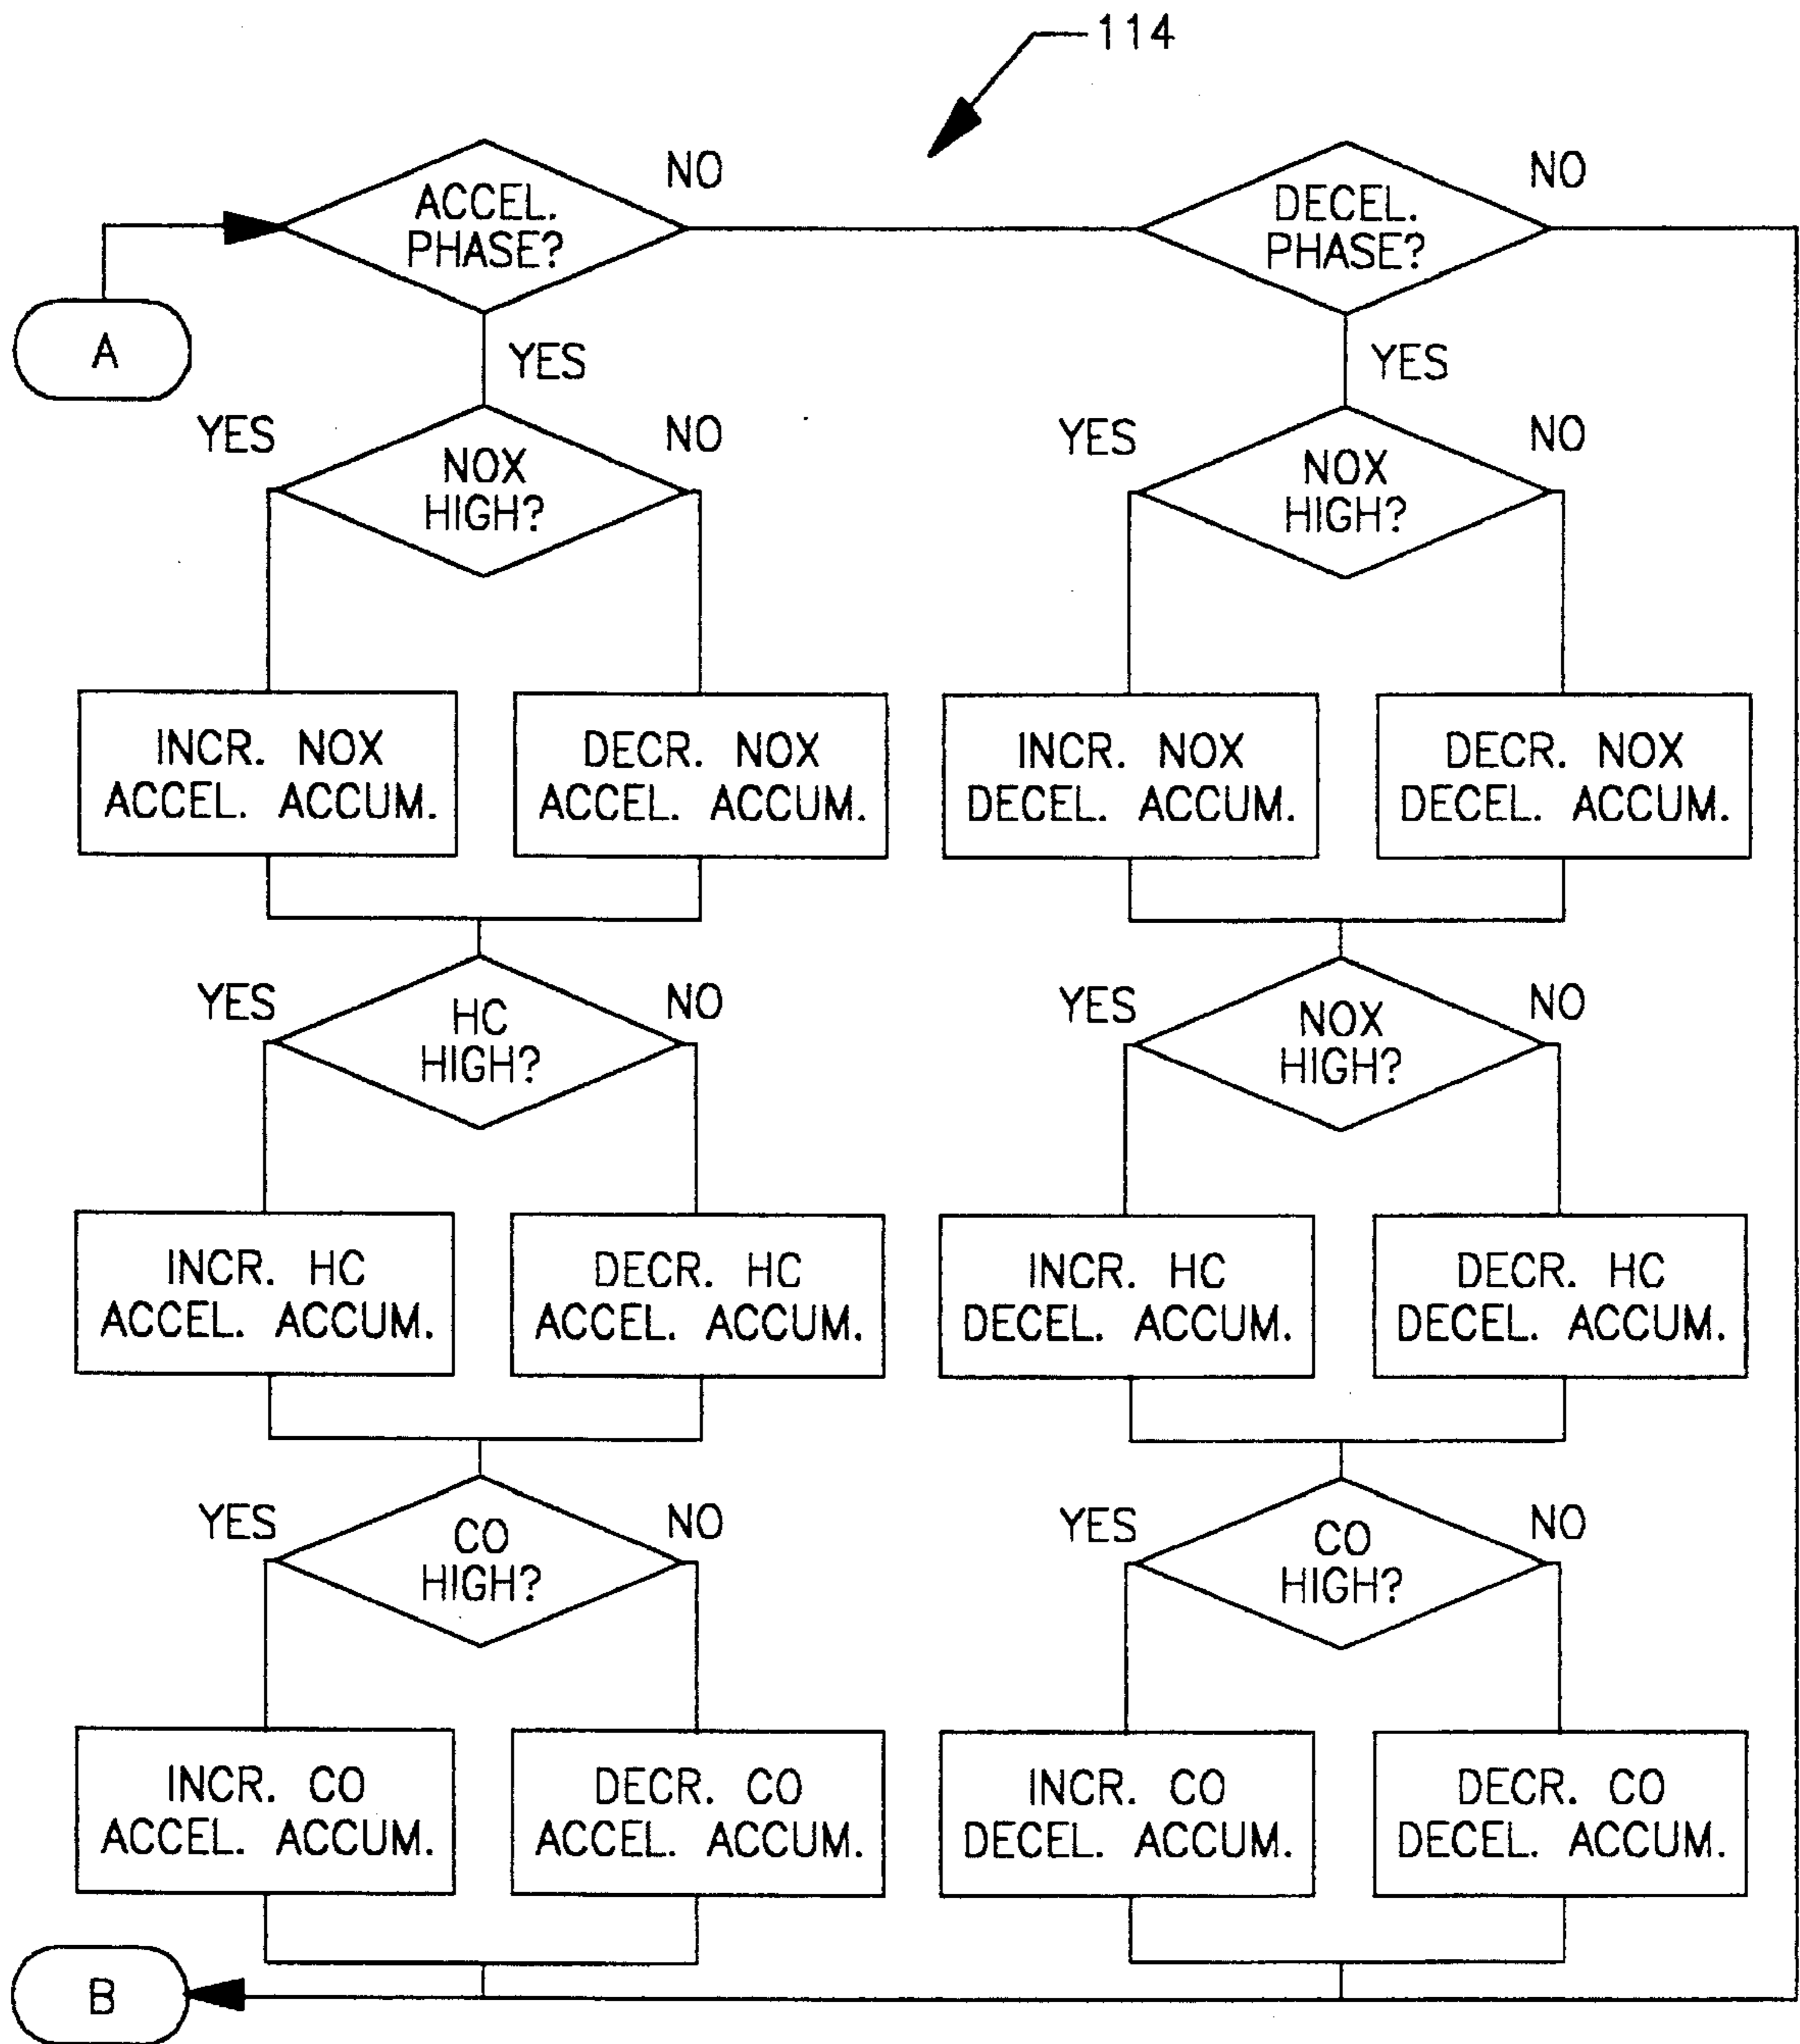 114
ACCEL.
PHASE?
NO
DECEL.
PHASE?
NO
A
YES
YES
YES
NOX
HIGH?
NO
YES
NOX
HIGH?
NO
INCR. NOX
ACCEL. ACCUM.
DECR. NOX
ACCEL. ACCUM.
INCR. NOX
DECEL. ACCUM.
DECR. NOX
DECEL. ACCUM.
YES
HC
HIGH?
NO
YES
NOX
HIGH?
NO
INCR. HC
ACCEL. ACCUM.
DECR. HC
ACCEL. ACCUM.
INCR. HC
DECEL. ACCUM.
DECR. HC
DECEL. ACCUM.
YES
CO
HIGH?
NO
YES
CO
HIGH?
NO
INCR. CO
ACCEL. ACCUM.
DECR. CO
ACCEL. ACCUM.
INCR. CO
DECEL. ACCUM.
DECR. CO
DECEL. ACCUM.
B